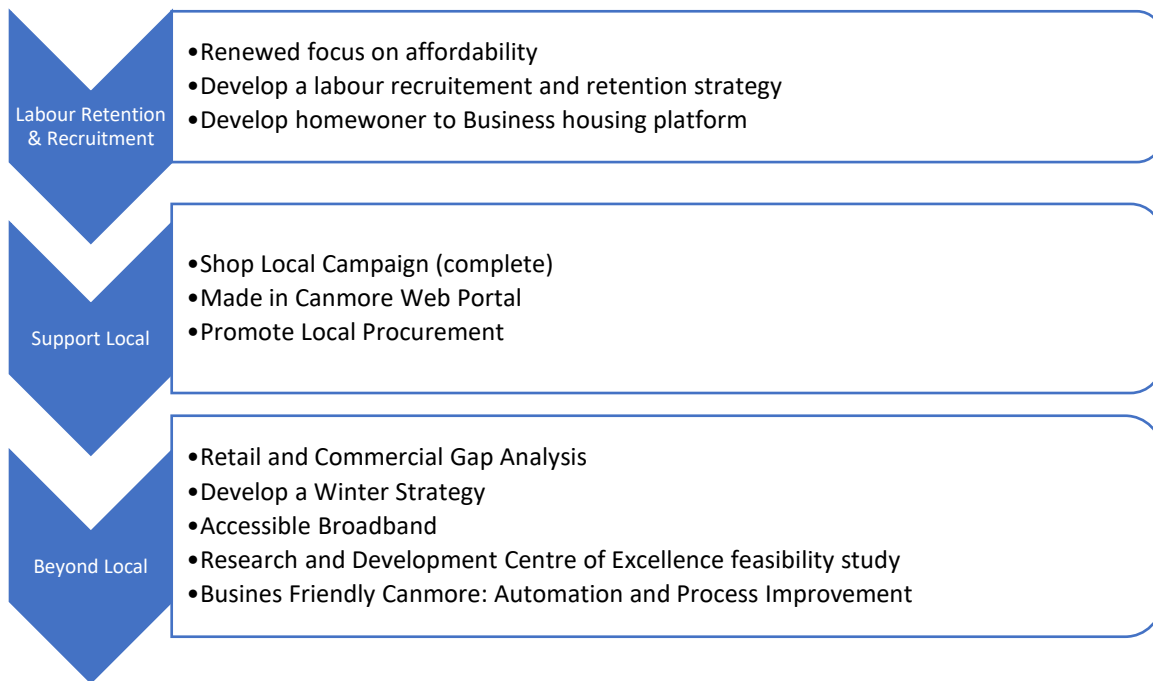 Labour Retention
& Recruitment
•Renewed focus on affordability
•Develop a labour recruitement and retention strategy
•Develop homewoner to Business housing platform
Support Local
•Shop Local Campaign (complete)
•Made in Canmore Web Portal
•Promote Local Procurement
Beyond Local
•Retail and Commercial Gap Analysis
•Develop a Winter Strategy
•Accessible Broadband
•Research and Development Centre of Excellence feasibility study
•Busines Friendly Canmore: Automation and Process Improvement